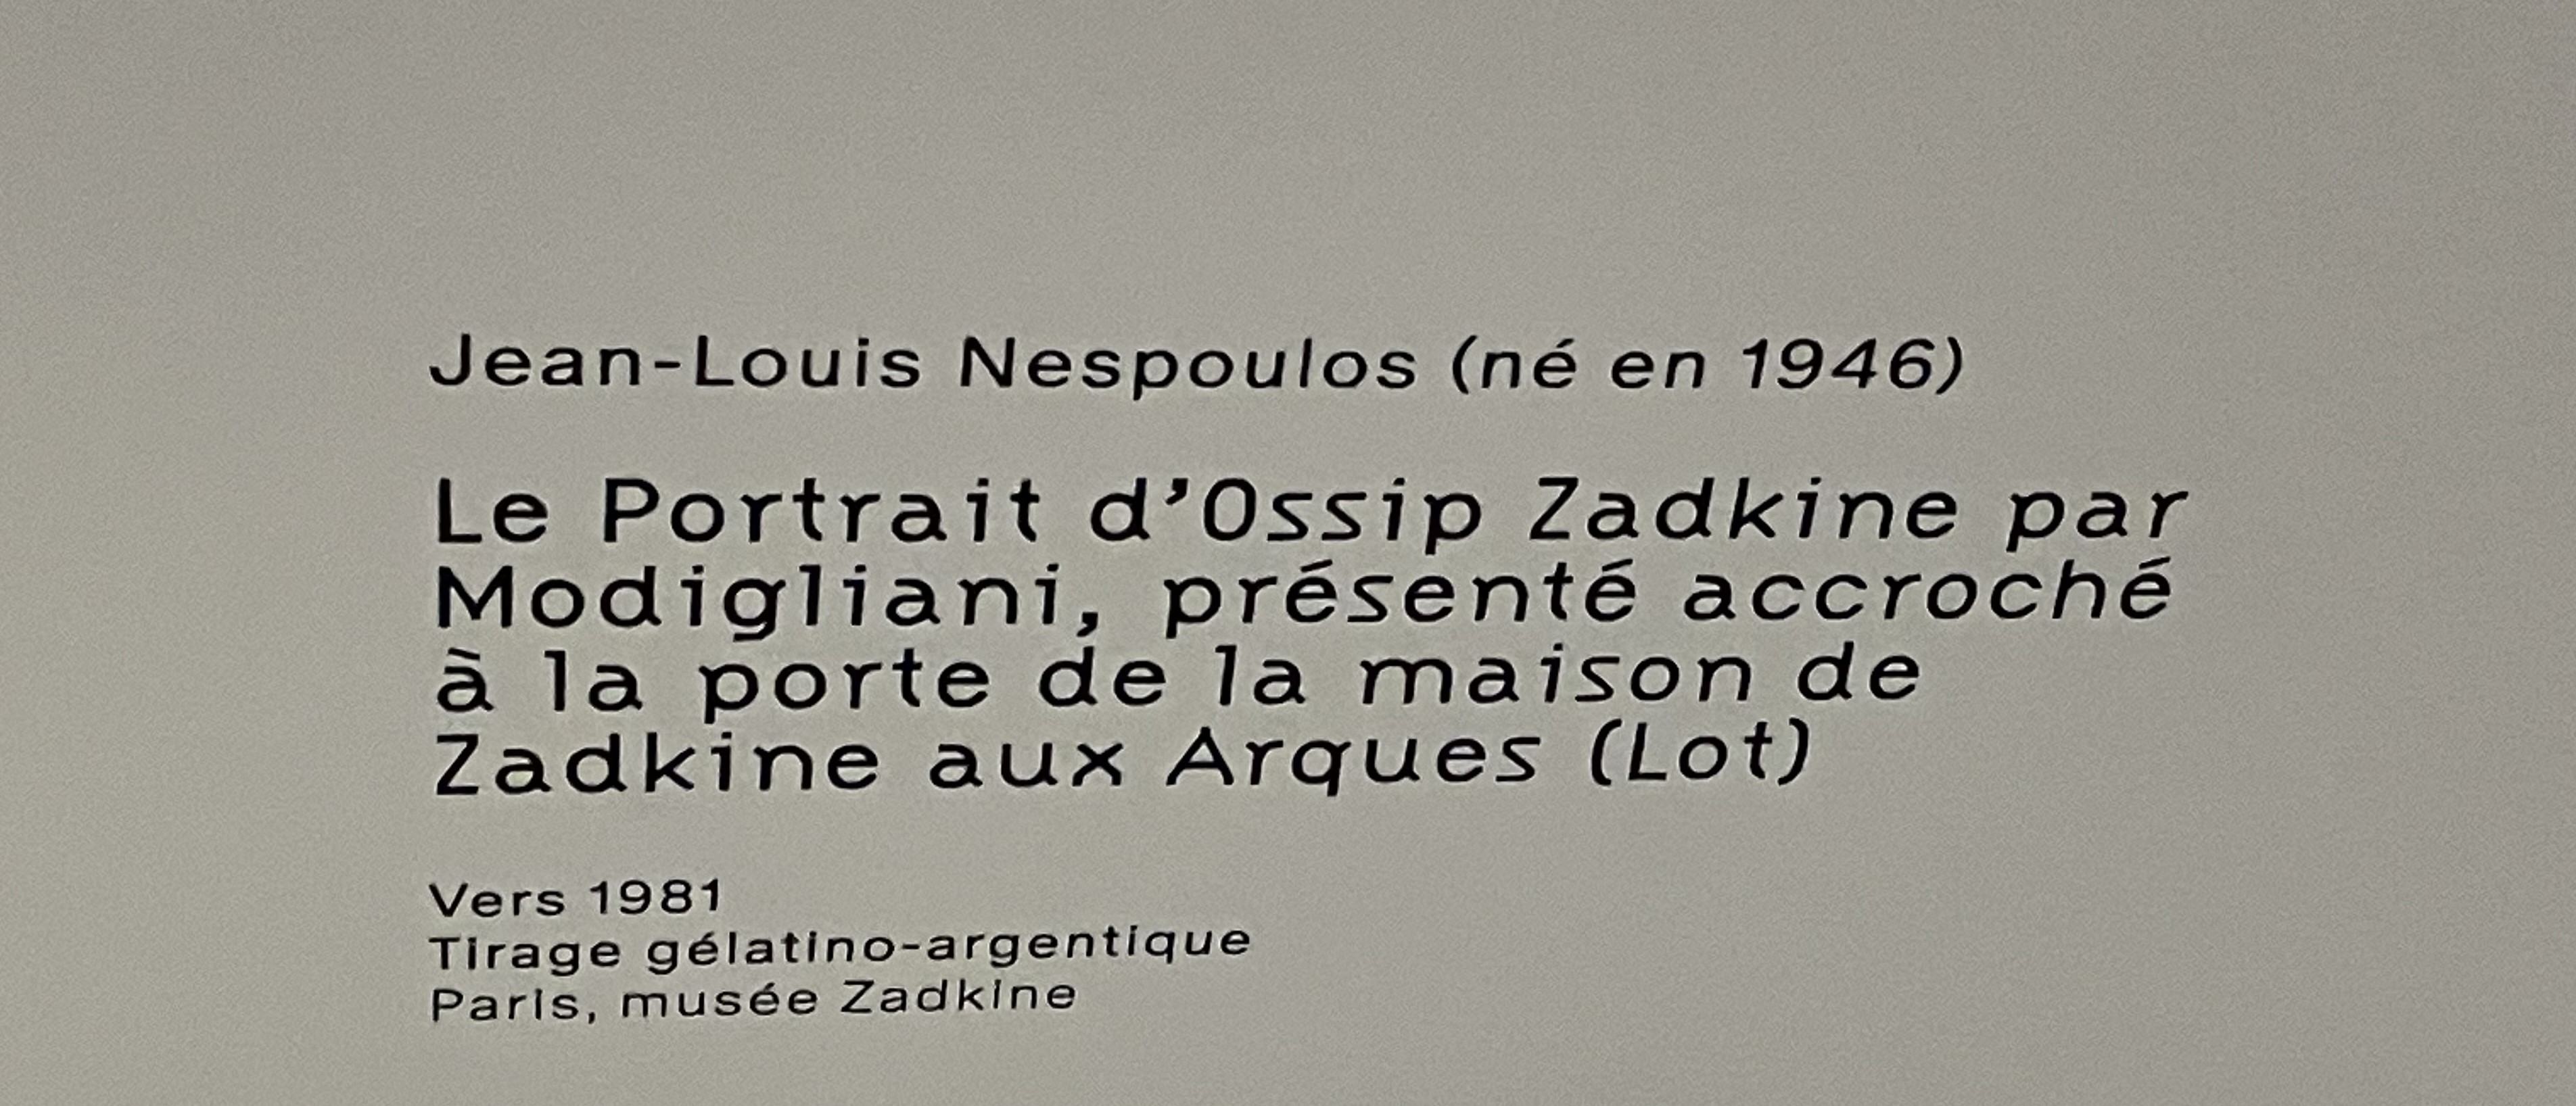 Jean-Louis Nespoulos (né en 1946)
Le Portrait d’Ossip Zadkine par
Modigliani, présenté accroché
à la porte de la maison de
Zadkine aux Arques (Lot)
Vers 1981
Tirage gélatino-argentique
Paris, musée Zadkine